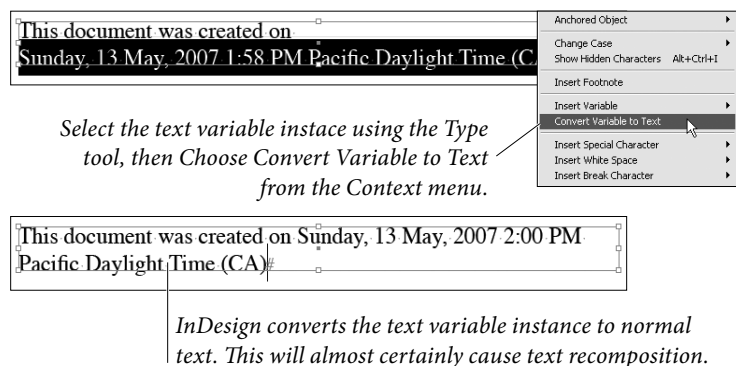 This document was created on
Sunday, 13 May, 2007 1:58 PM Pacific Daylight Time (C
Anchored Object
Change Case
Show Hidden Characters Alt+Ctrl+I
Insert Footnote
Insert Variable
Convert Variable to Text
Insert Special Character
Insert White Space
Insert Break Character
Select the text variable instace using the Type
tool, then Choose Convert Variable to Text
from the Context menu.
This document was created on Sunday, 13 May, 2007 2:00 PM
Pacific Daylight Time (CA)#
InDesign converts the text variable instance to normal
text. This will almost certainly cause text recomposition.